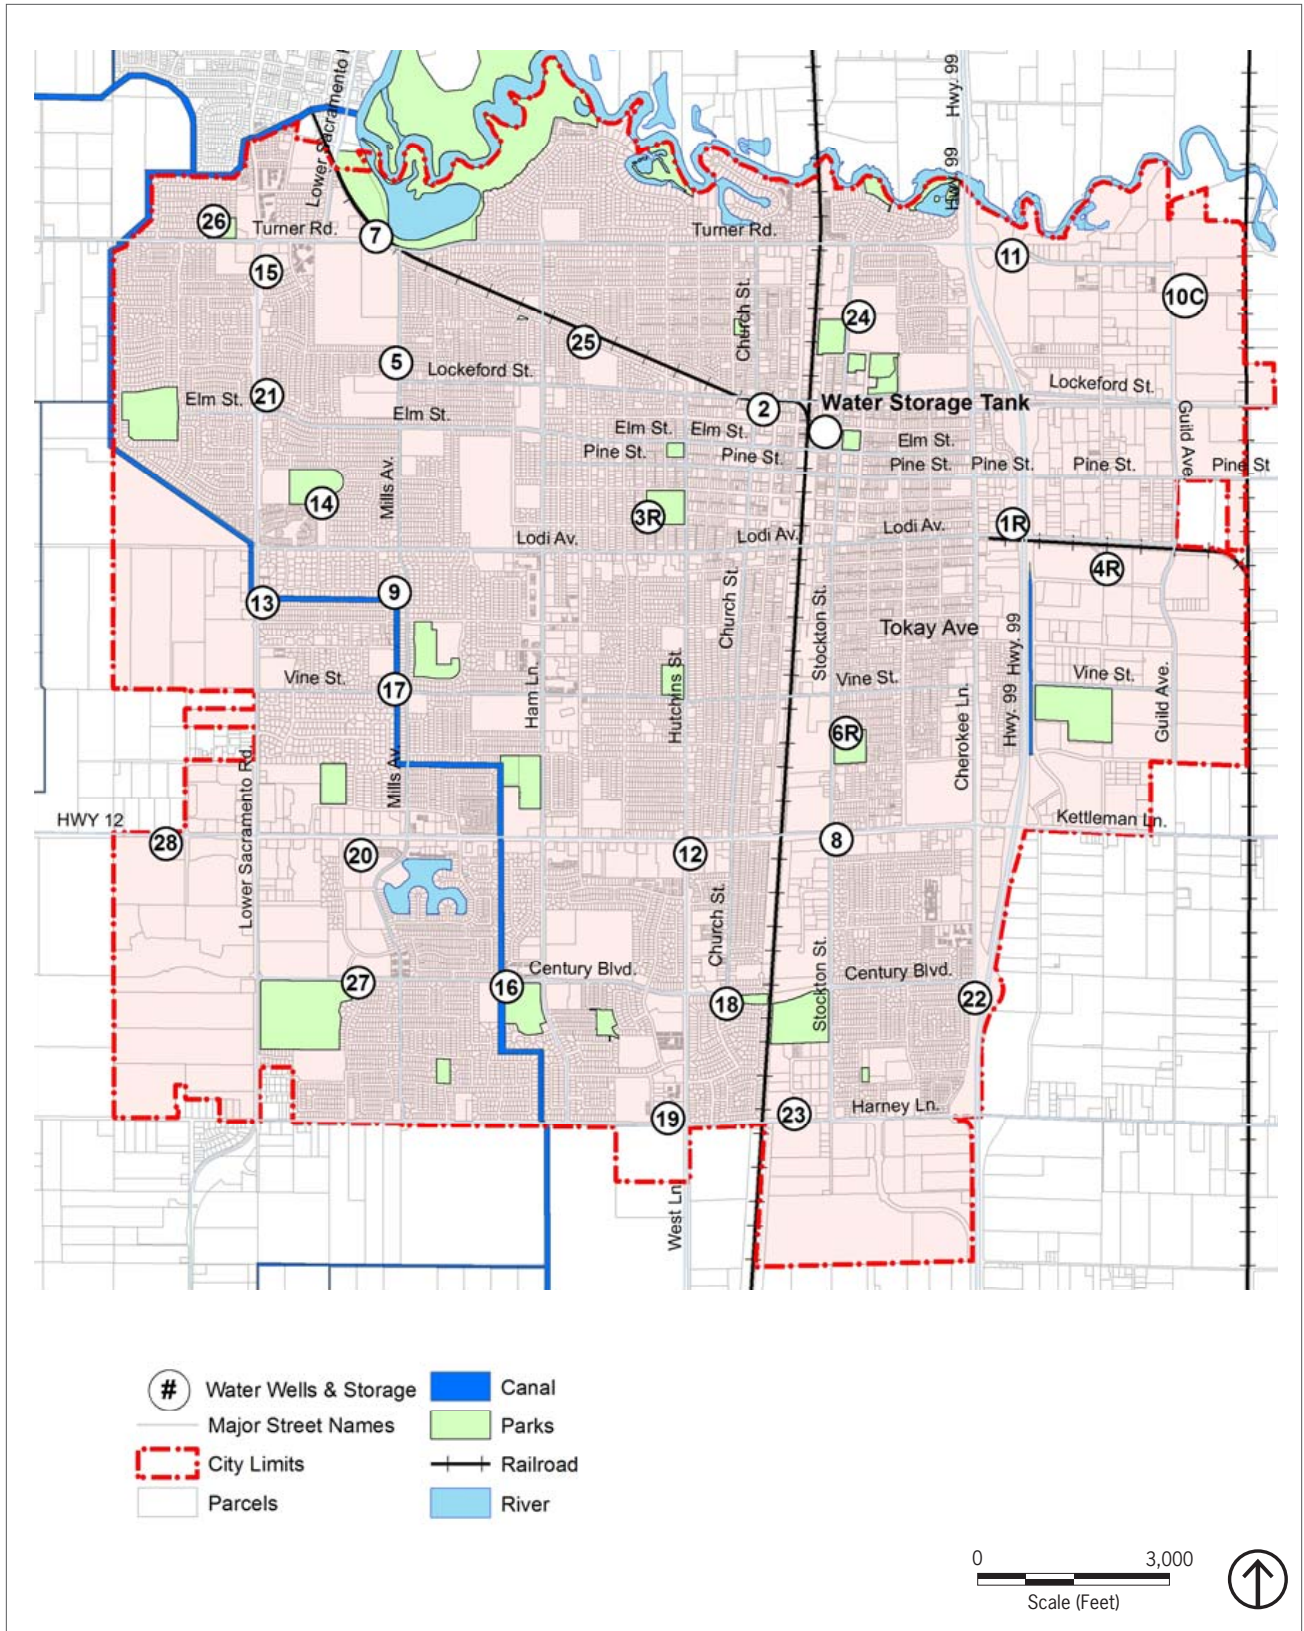 Lower Sacramento
Hwy. 99
Hwy. 99
26
Turner Rd.
7
Turner Rd.
11
15
10C
Church St.
24
25
5
Lockeford St.
Lockeford St.
21
Elm St.
2
Water Storage Tank
Elm St.
Elm St.
Elm St.
Elm St.
Guild Ave.
Pine St.
Pine St.
Pine St.
Pine St.
Pine St.
Pine St
Mills Av.
14
3R
1R
Lodi Av.
Lodi Av.
Lodi Av.
4R
9
13
Church St.
Stockton St.
Tokay Ave
Hwy. 99
Vine St.
17
Ham Ln.
Hutchins St.
Vine St.
Vine St.
Hwy. 99
Guild Ave.
Cherokee Ln.
6R
Mills Av
Lower Sacramento Rd.
HWY 12
Kettleman Ln.
28
20
12
8
Church St.
Stockton St.
Century Blvd.
Century Blvd.
27
16
18
22
19
23
Harney Ln.
West Ln.
# Water Wells & Storage
Major Street Names
City Limits
Parcels
Canal
Parks
Railroad
River
0 3,000
Scale (Feet)